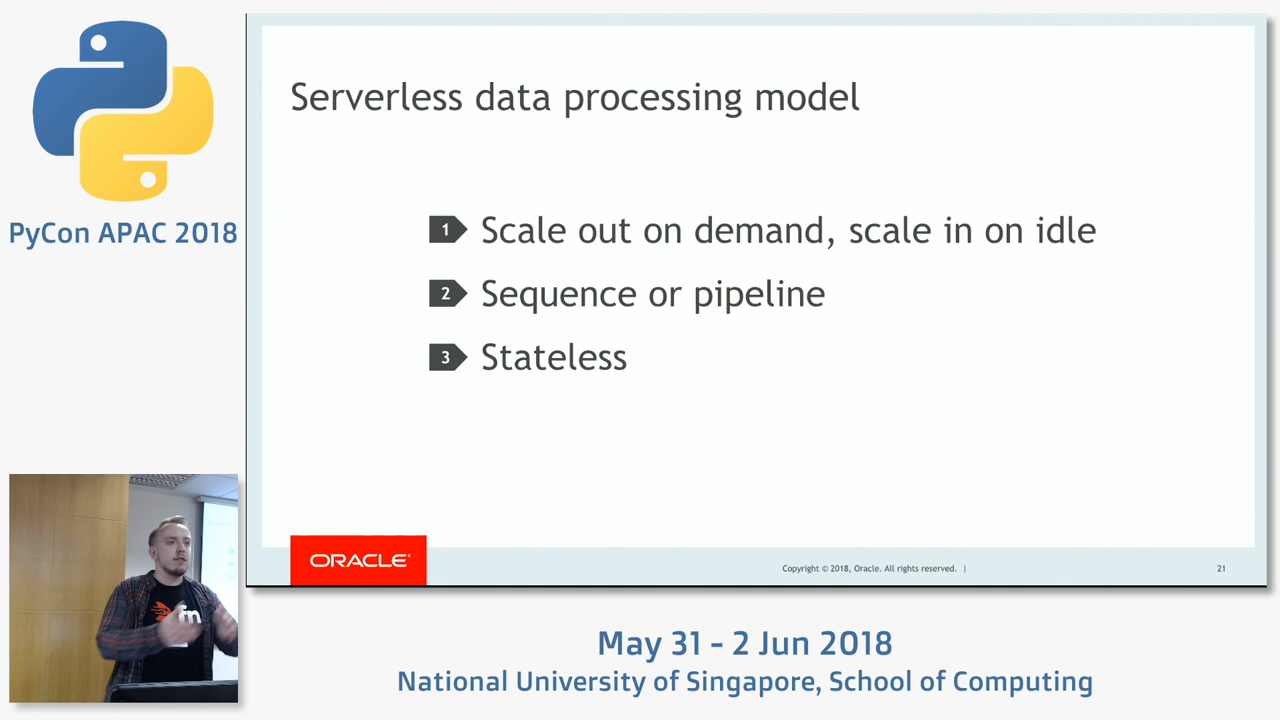 PyCon APAC 2018
Serverless data processing model
1 Scale out on demand, scale in on idle
2 Sequence or pipeline
3 Stateless
ORACLE®
Copyright © 2018, Oracle. All rights reserved. |
21
fn
May 31 - 2 Jun 2018
National University of Singapore, School of Computing